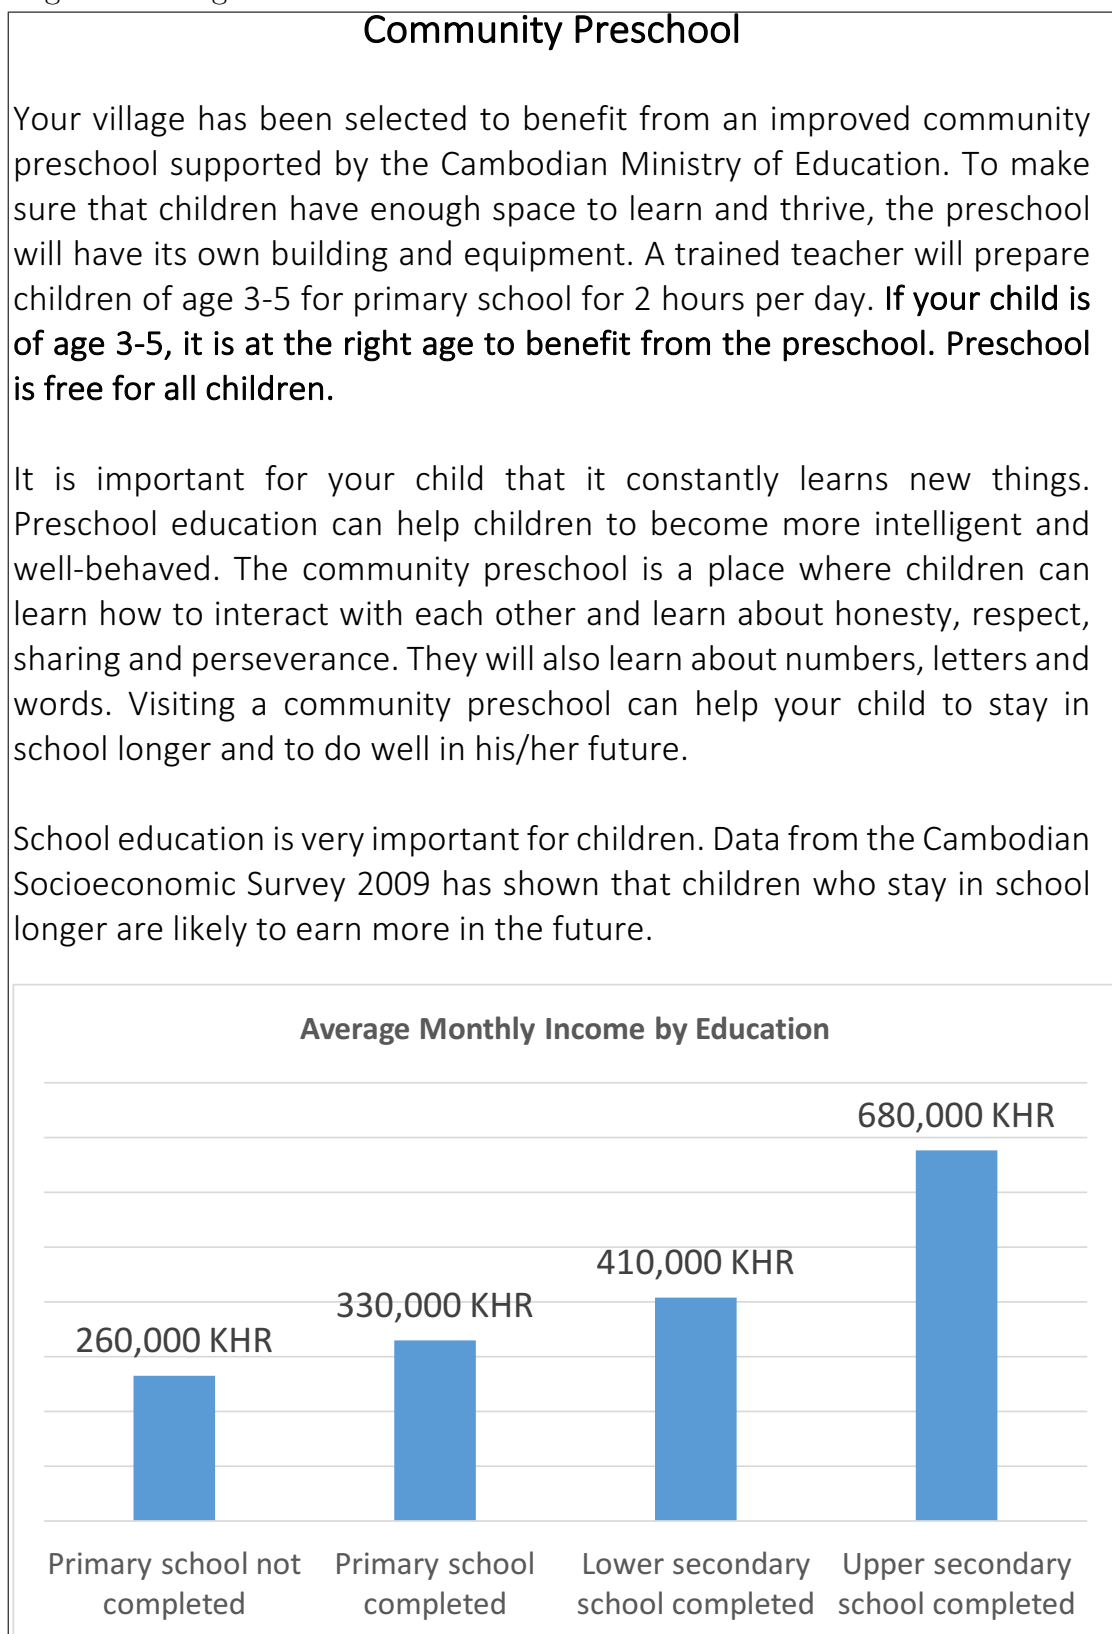 Community Preschool
Your village has been selected to benefit from an improved community
preschool supported by the Cambodian Ministry of Education. To make
sure that children have enough space to learn and thrive, the preschool
will have its own building and equipment. A trained teacher will prepare
children of age 3-5 for primary school for 2 hours per day. If your child is
of age 3-5, it is at the right age to benefit from the preschool. Preschool
is free for all children.
It is important for your child that it constantly learns new things.
Preschool education can help children to become more intelligent and
well-behaved. The community preschool is a place where children can
learn how to interact with each other and learn about honesty, respect,
sharing and perseverance. They will also learn about numbers, letters and
words. Visiting a community preschool can help your child to stay in
school longer and to do well in his/her future.
School education is very important for children. Data from the Cambodian
Socioeconomic Survey 2009 has shown that children who stay in school
longer are likely to earn more in the future.
Average Monthly Income by Education
680,000 KHR
410,000 KHR
330,000 KHR
260,000 KHR
Primary school not completed
Primary school completed
Lower secondary school completed
Upper secondary school completed